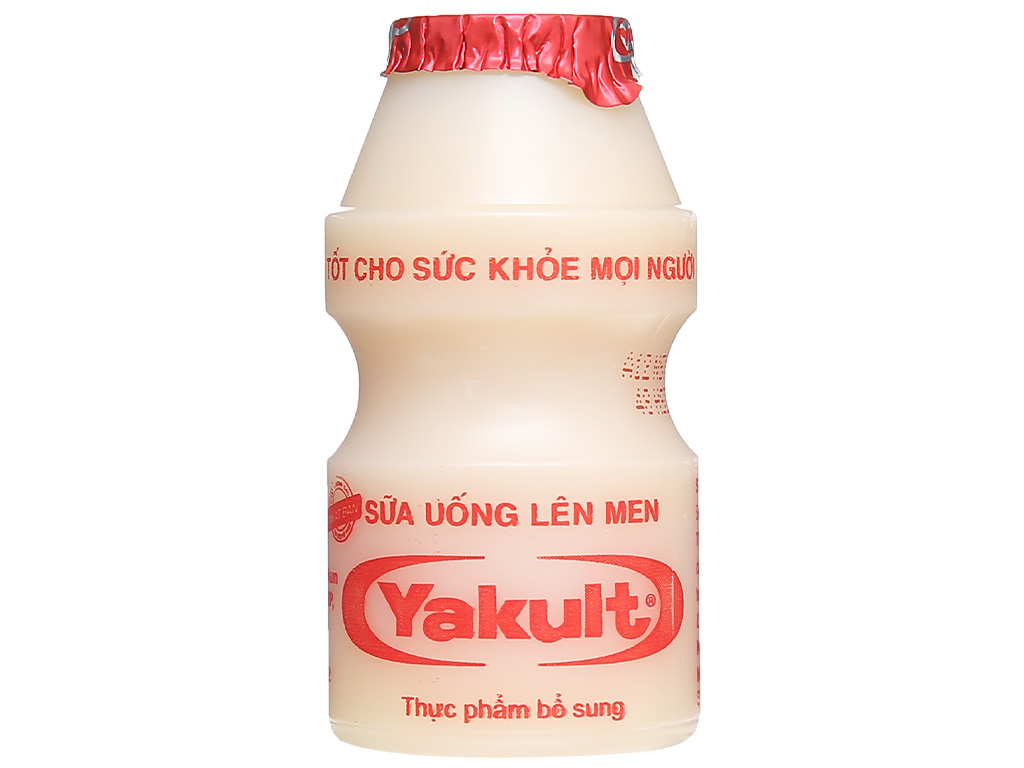 TỐT CHO SỨC KHỎE MỌI NGƯỜI
SỮA UỐNG LÊN MEN
Yakult®
Thực phẩm bổ sung